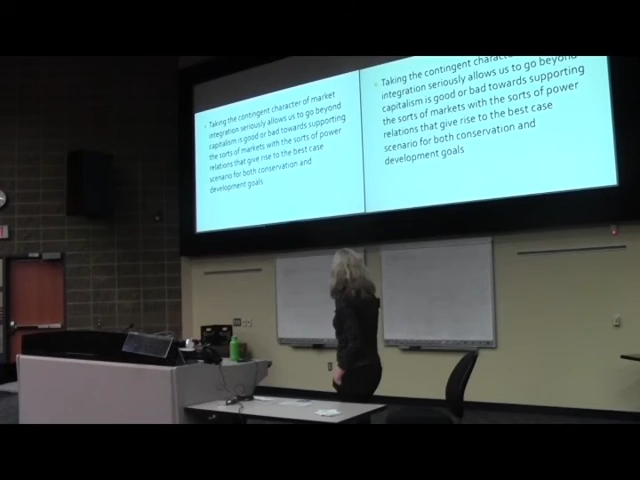 Taking the contingent character of market
integration seriously allows us to go beyond
capitalism is good or bad towards supporting
the sorts of markets with the sorts of power
relations that give rise to the best case
scenario for both conservation and
development goals
Taking the contingent character
integration seriously allows us to go beyond
capitalism is good or bad towards supporting
the sorts of markets with the sorts of power
relations that give rise to the best case
scenario for both conservation and
development goals